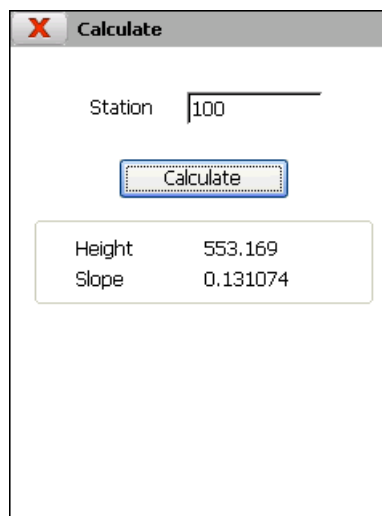 X Calculate
Station 100
Calculate
Height 553.169
Slope 0.131074